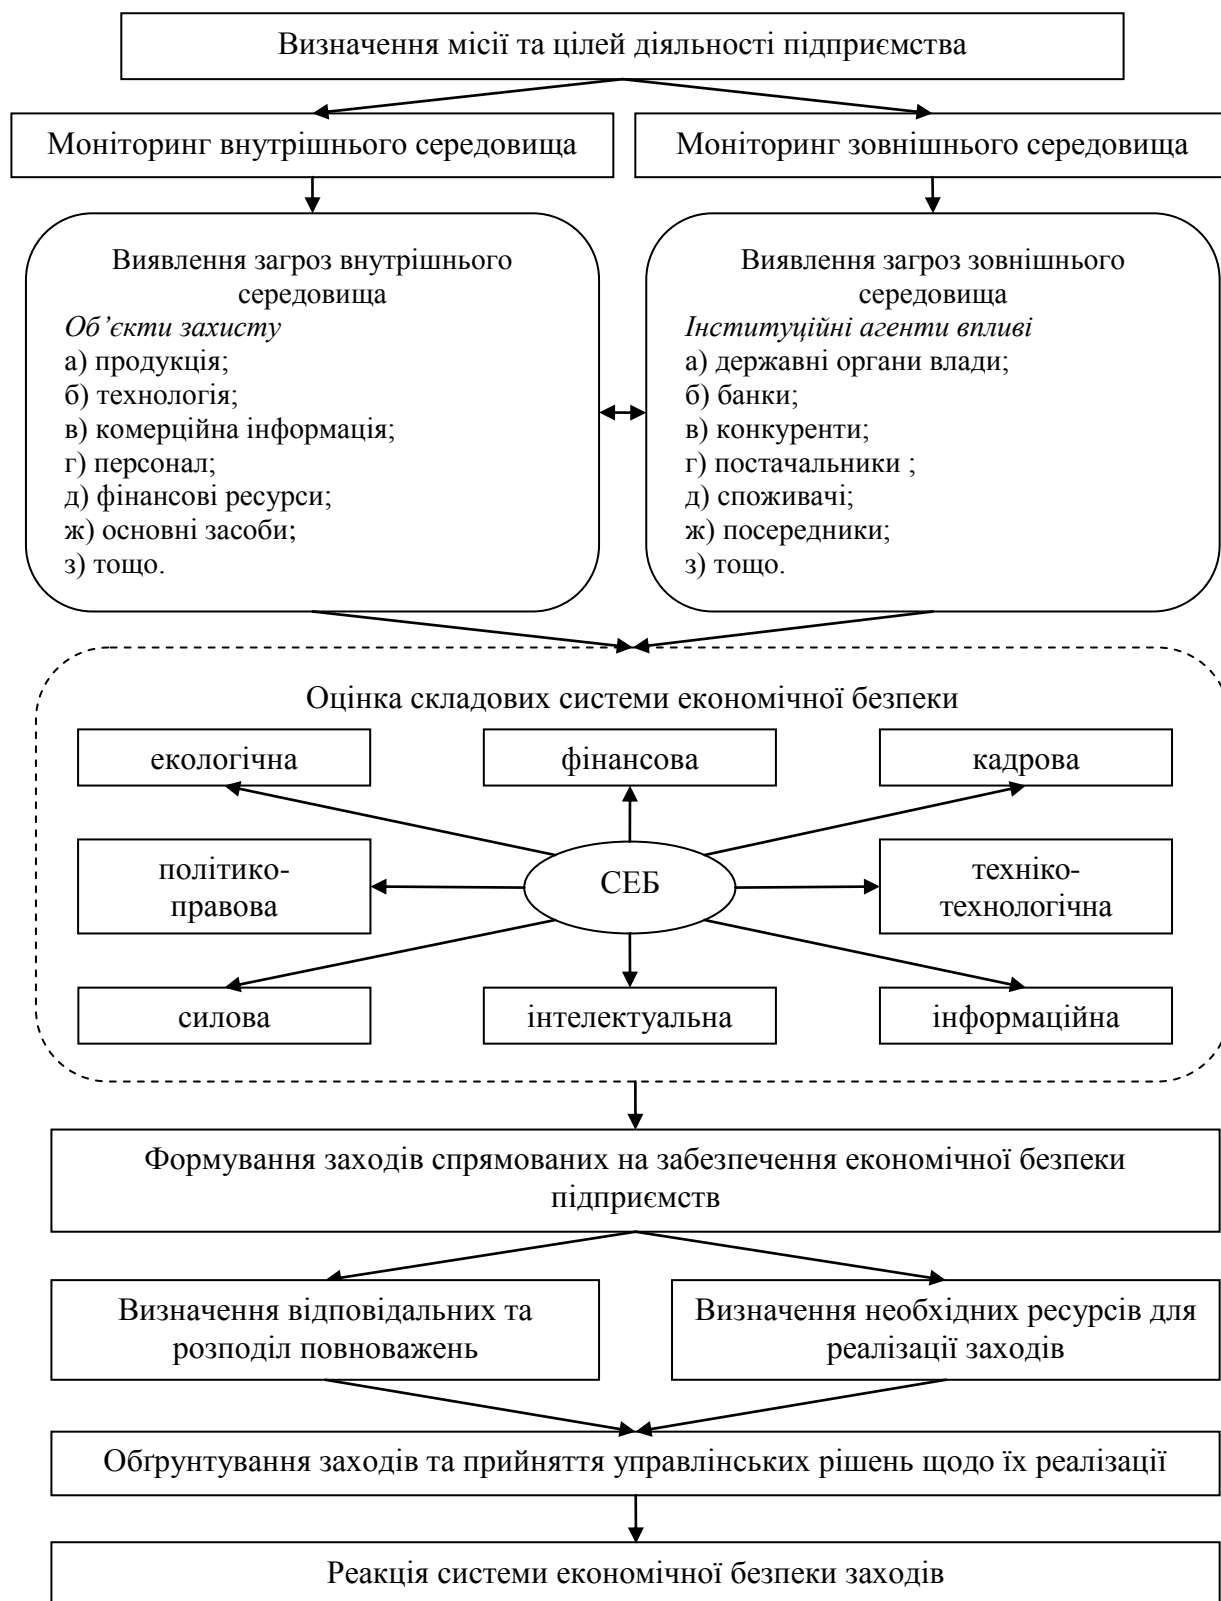 Визначення місії та цілей діяльності підприємства
Моніторинг внутрішнього середовища
Моніторинг зовнішнього середовища
Виявлення загроз внутрішнього
середовища
Об’єкти захисту
а) продукція;
б) технологія;
в) комерційна інформація;
г) персонал;
д) фінансові ресурси;
ж) основні засоби;
з) тощо.
Виявлення загроз зовнішнього
середовища
Інституційні агенти впливі
а) державні органи влади;
б) банки;
в) конкуренти;
г) постачальники ;
д) споживачі;
ж) посередники;
з) тощо.
Оцінка складових системи економічної безпеки
екологічна
фінансова
кадрова
політико-
правова
СЕБ
техніко-
технологічна
силова
інтелектуальна
інформаційна
Формування заходів спрямованих на забезпечення економічної безпеки
підприємств
Визначення відповідальних та
розподіл повноважень
Визначення необхідних ресурсів для
реалізації заходів
Обґрунтування заходів та прийняття управлінських рішень щодо їх реалізації
Реакція системи економічної безпеки заходів